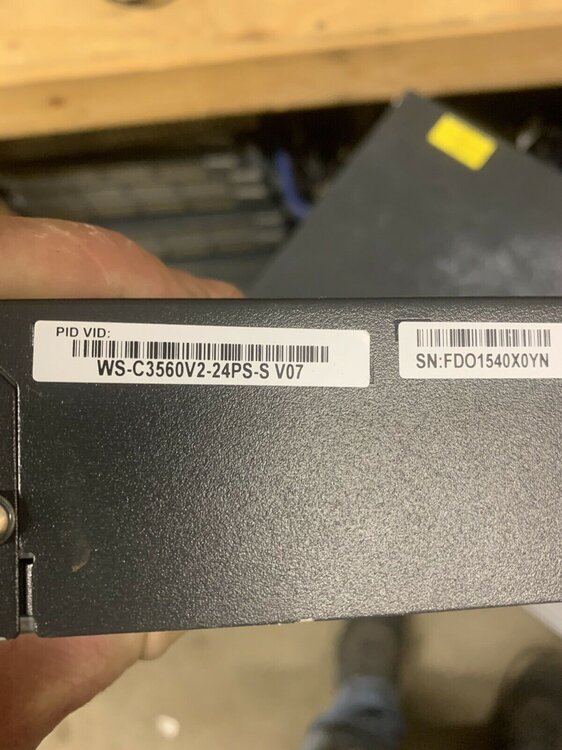 PID VID:
WS-C3560V2-24PS-S V07
SN:FDO1540X0YN